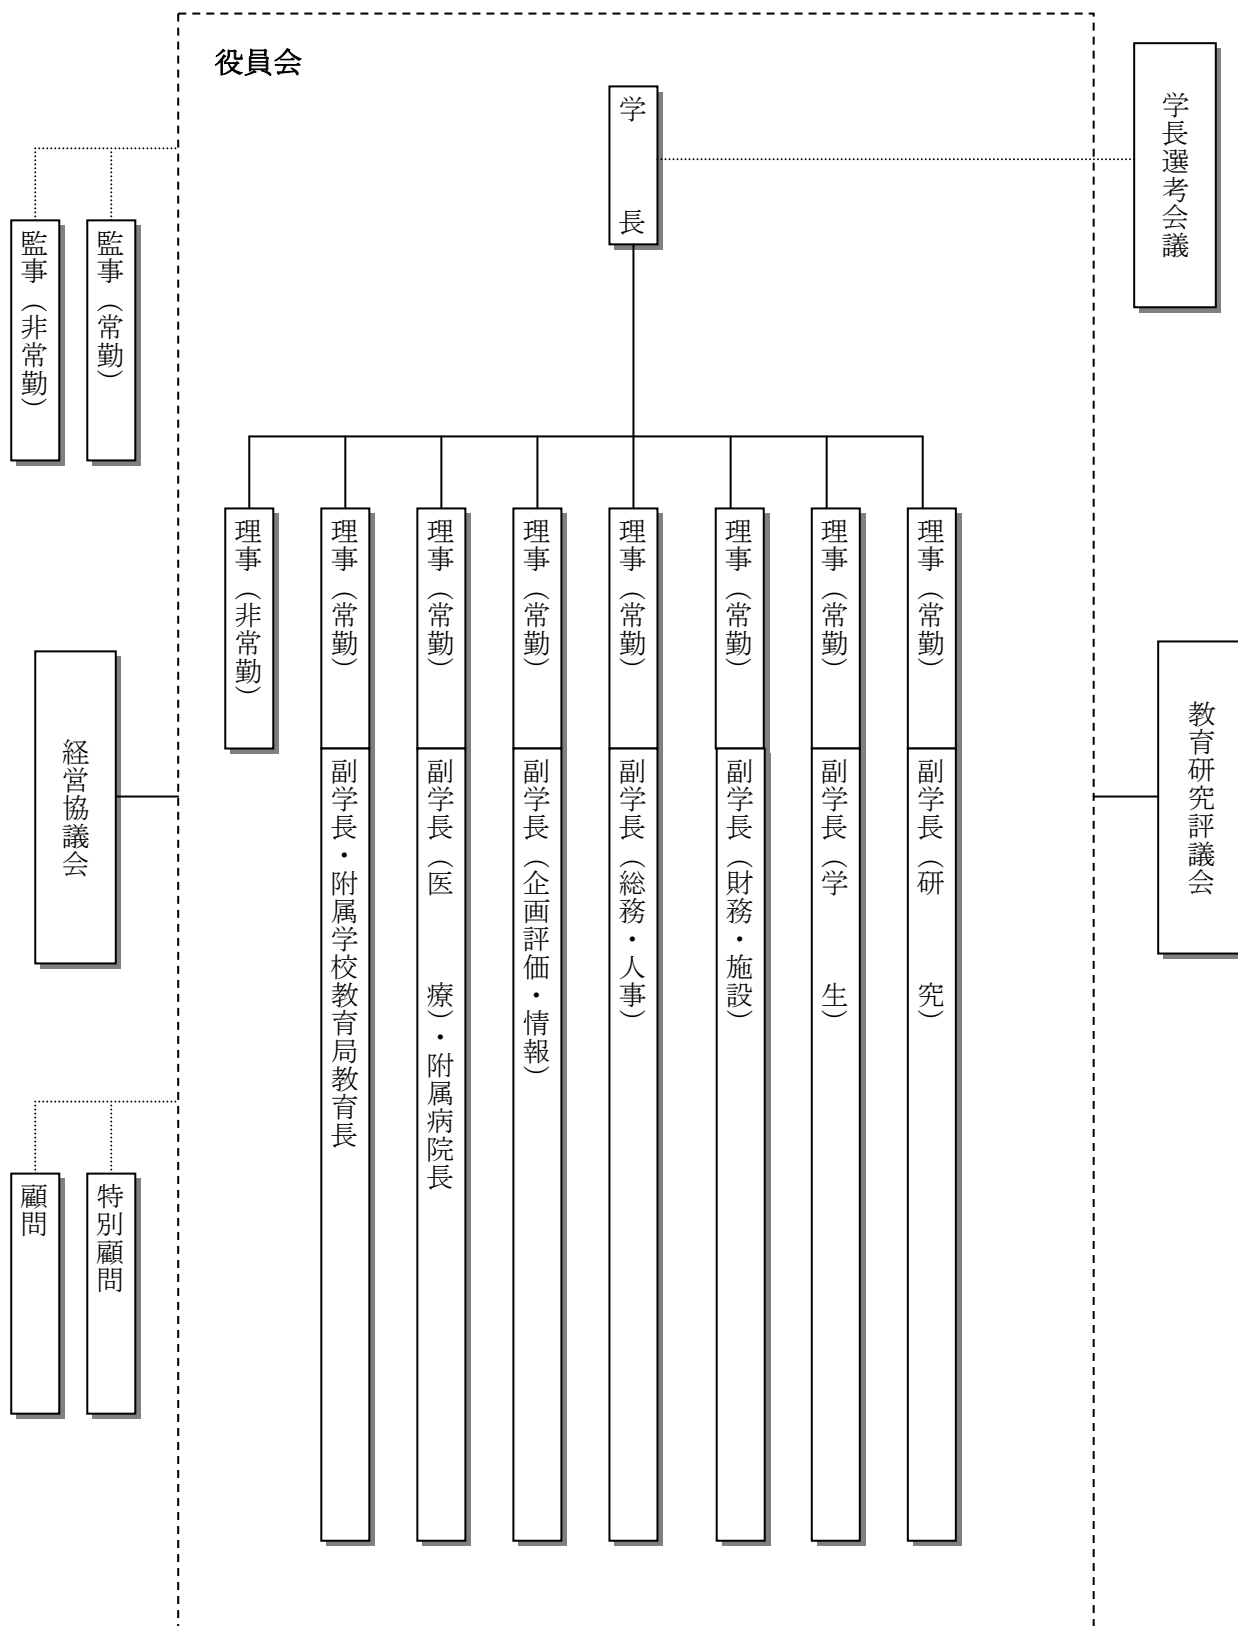 役員会
学長
学長選考会議
監事（常勤）
監事（非常勤）
理事（常勤）
副学長（研究）
理事（常勤）
副学長（学生）
理事（常勤）
副学長（財務・施設）
理事（常勤）
副学長（総務・人事）
理事（常勤）
副学長（企画評価・情報）
理事（常勤）
副学長（医療）・附属病院長
理事（常勤）
副学長・附属学校教育局教育長
理事（非常勤）
教育研究評議会
経営協議会
特別顧問
顧問